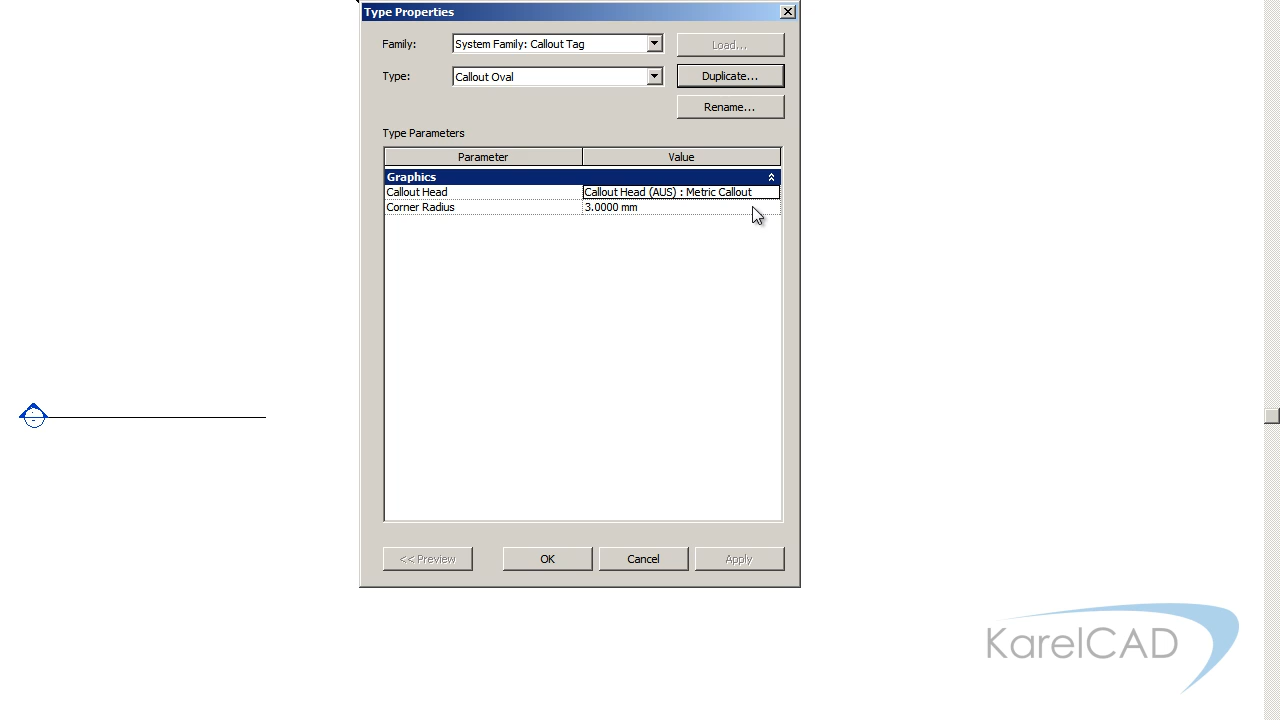 Type Properties
Family: System Family: Callout Tag Load...
Type: Callout Oval Duplicate...
Rename...
Type Parameters
Parameter Value
Graphics
Callout Head Callout Head (AUS) : Metric Callout
Corner Radius 3.0000 mm
<< Preview OK Cancel Apply
KarelCAD